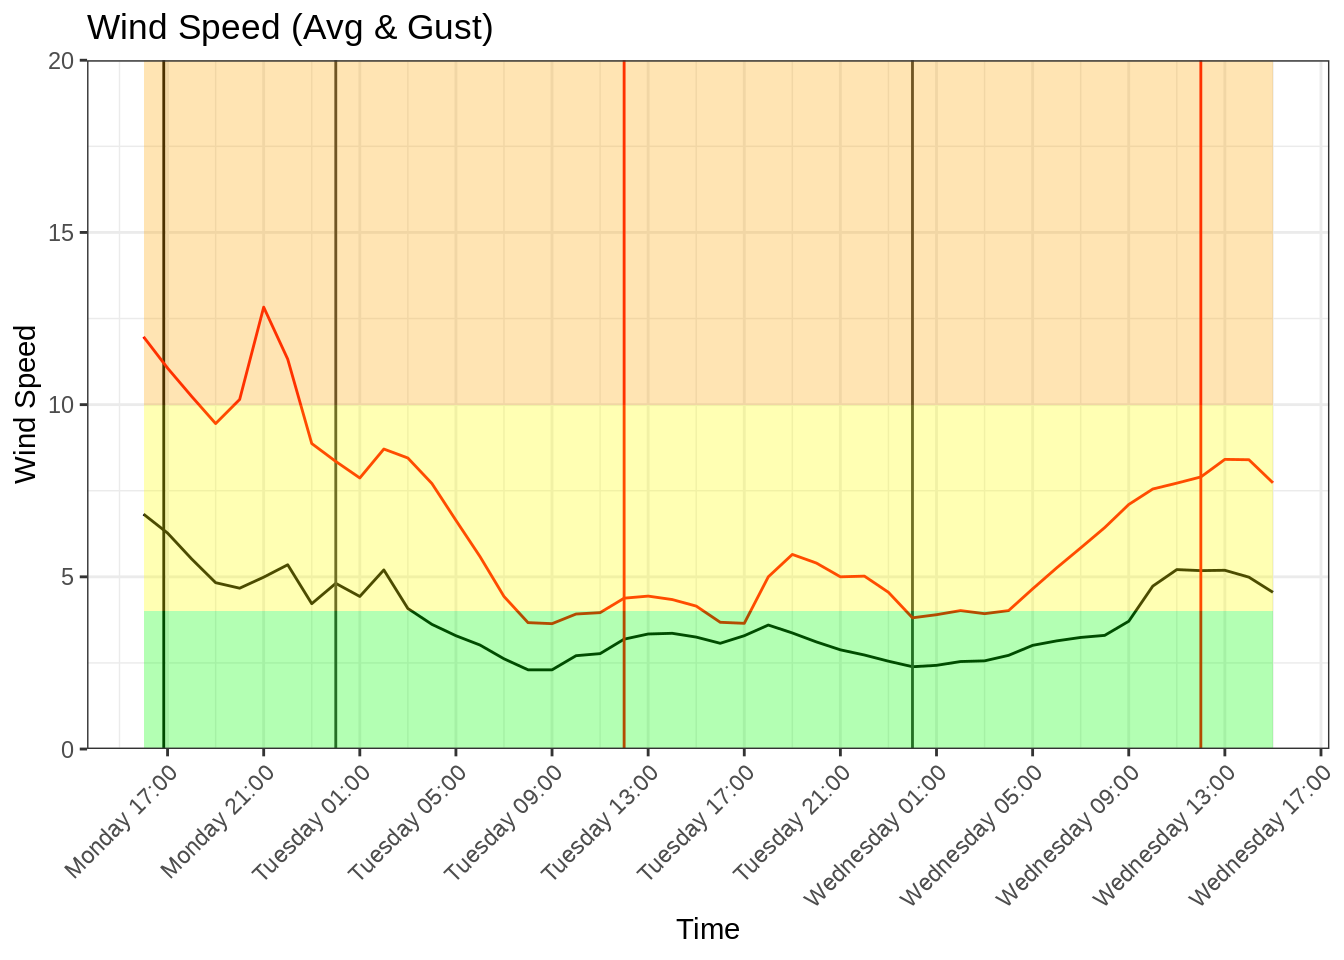 Wind Speed (Avg & Gust)
Wind Speed
20
15
10
5
0
Monday 17:00
Monday 21:00
Tuesday 01:00
Tuesday 05:00
Tuesday 09:00
Tuesday 13:00
Tuesday 17:00
Tuesday 21:00
Wednesday 01:00
Wednesday 05:00
Wednesday 09:00
Wednesday 13:00
Wednesday 17:00
Time